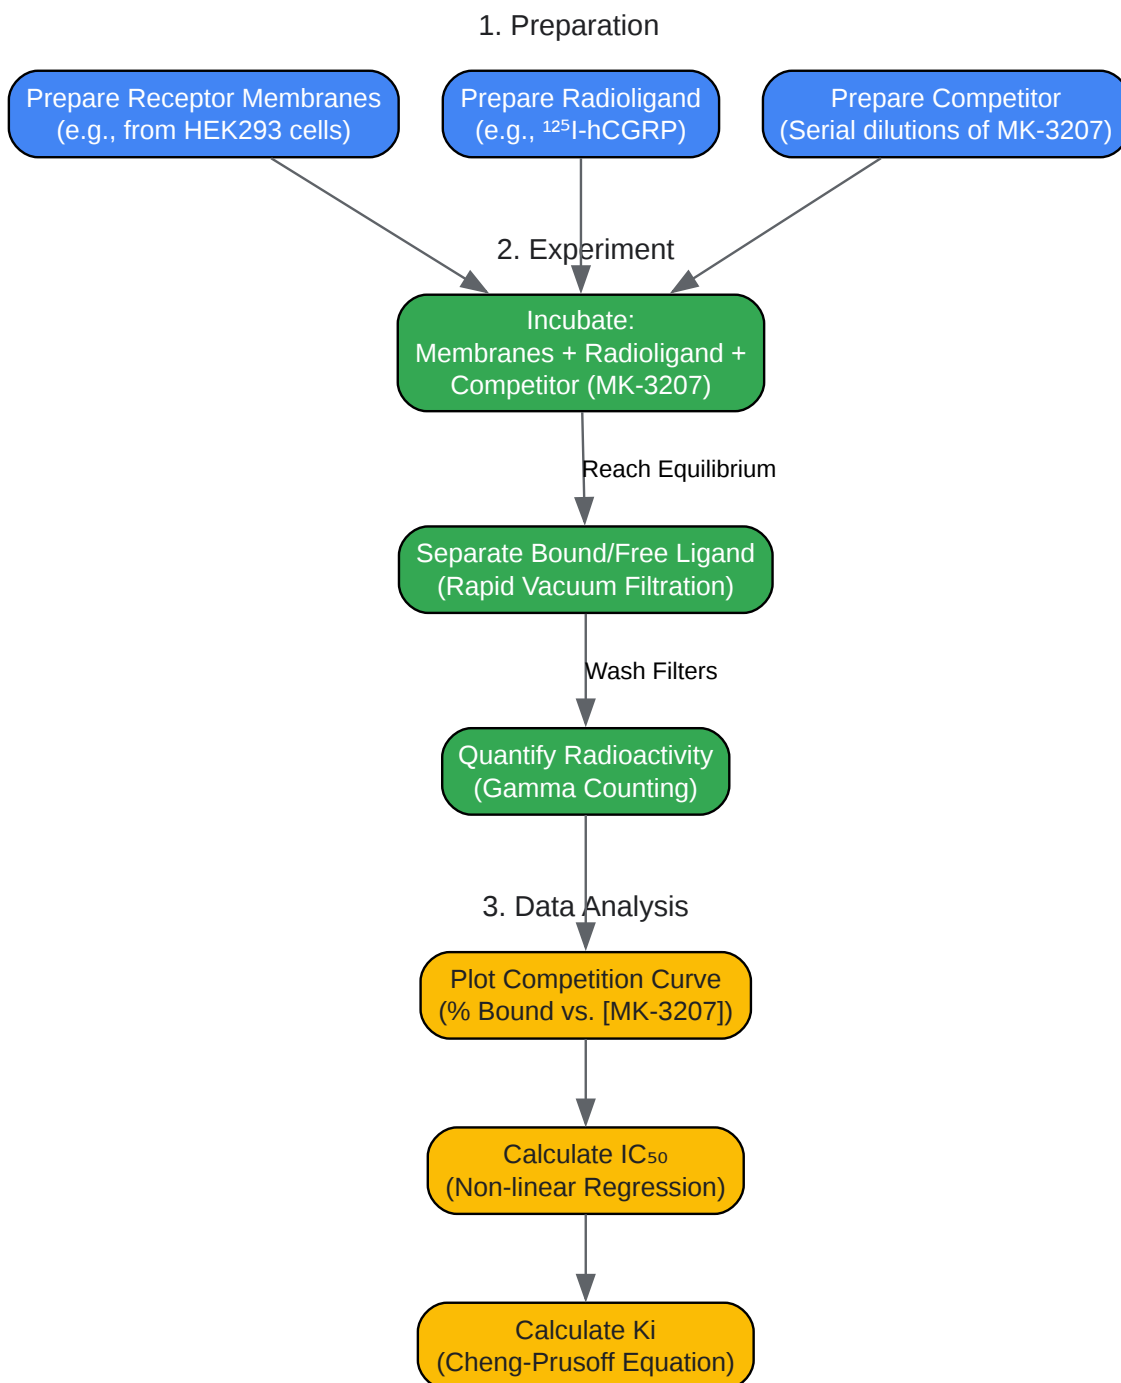 1. Preparation
Prepare Receptor Membranes
(e.g., from HEK293 cells)
Prepare Radioligand
(e.g., ¹²⁵I-hCGRP)
Prepare Competitor
(Serial dilutions of MK-3207)
2. Experiment
Incubate:
Membranes + Radioligand +
Competitor (MK-3207)
Reach Equilibrium
Separate Bound/Free Ligand
(Rapid Vacuum Filtration)
Wash Filters
Quantify Radioactivity
(Gamma Counting)
3. Data Analysis
Plot Competition Curve
(% Bound vs. [MK-3207])
Calculate IC₅₀
(Non-linear Regression)
Calculate Ki
(Cheng-Prusoff Equation)